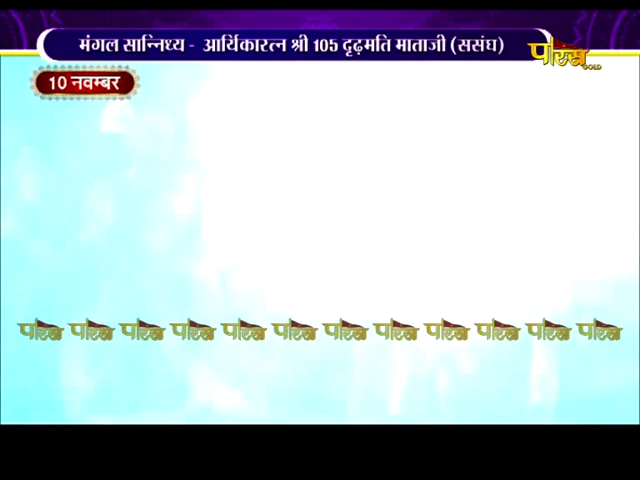 मंगल सान्निध्य - आर्यिकारत्न श्री 105 दृढ़मति माताजी (ससंघ)
पारस
GOLD
10 नवम्बर
पारस पारस पारस पारस पारस पारस पारस पारस पारस पारस पारस पारस